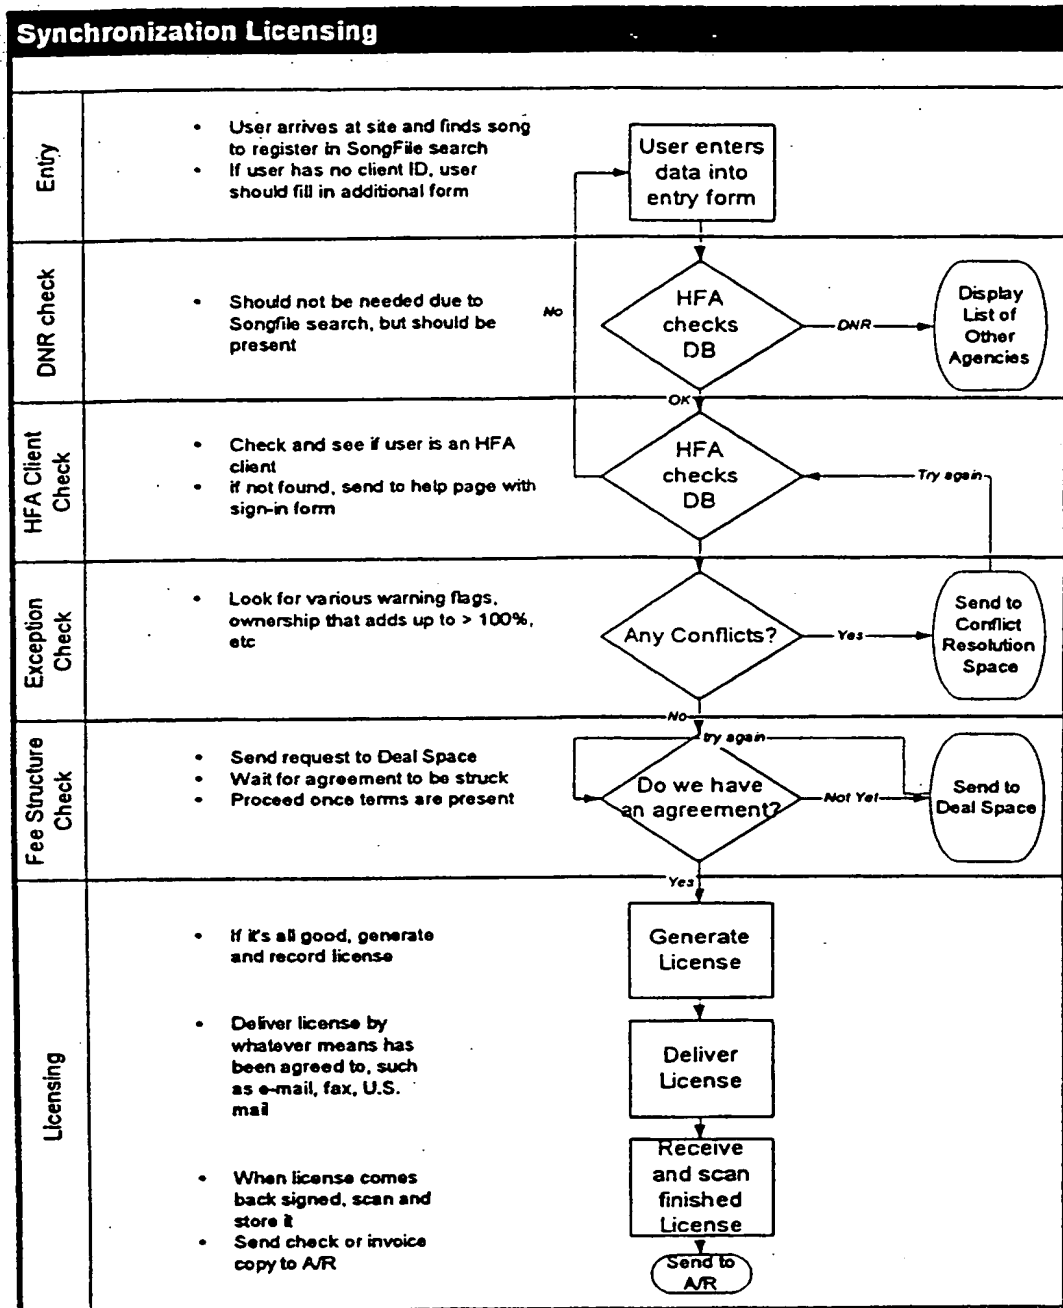 Synchronization Licensing
Entry
• User arrives at site and finds song
to register in SongFile search
• If user has no client ID, user
should fill in additional form
User enters
data into
entry form
DNR check
• Should not be needed due to
Songfile search, but should be
present
No
HFA
checks
DB
DNR
Display
List of
Other
Agencies
OK
HFA Client
Check
• Check and see if user is an HFA
client
• if not found, send to help page with
sign-in form
HFA
checks
DB
Try again
Exception
Check
• Look for various warning flags,
ownership that adds up to > 100%,
etc
Any Conflicts?
Yes
Send to
Conflict
Resolution
Space
No
Fee Structure
Check
• Send request to Deal Space
• Wait for agreement to be struck
• Proceed once terms are present
try again
Do we have
an agreement?
Not Yet
Send to
Deal Space
Yes
Licensing
• If it's all good, generate
and record license
Generate
License
• Deliver license by
whatever means has
been agreed to, such
as e-mail, fax, U.S.
mail
Deliver
License
• When license comes
back signed, scan and
store it
• Send check or invoice
copy to A/R
Receive
and scan
finished
License
Send to
A/R